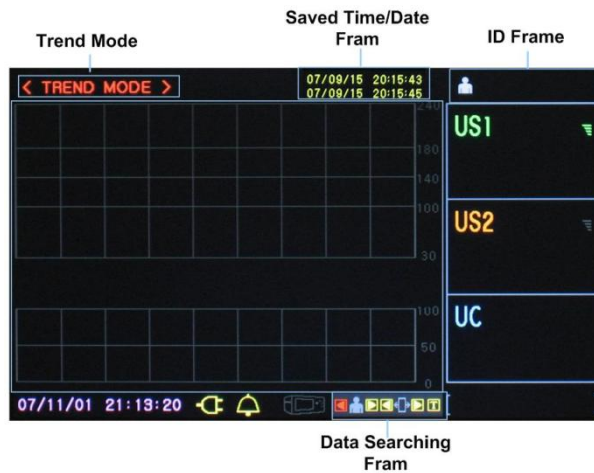 Trend Mode
Saved Time/Date
Fram
ID Frame
< TREND MODE >
07/09/15 20:15:43
07/09/15 20:15:45
240
180
140
100
30
100
50
0
US1
US2
UC
07/11/01 21:13:20
T
Data Searching
Fram